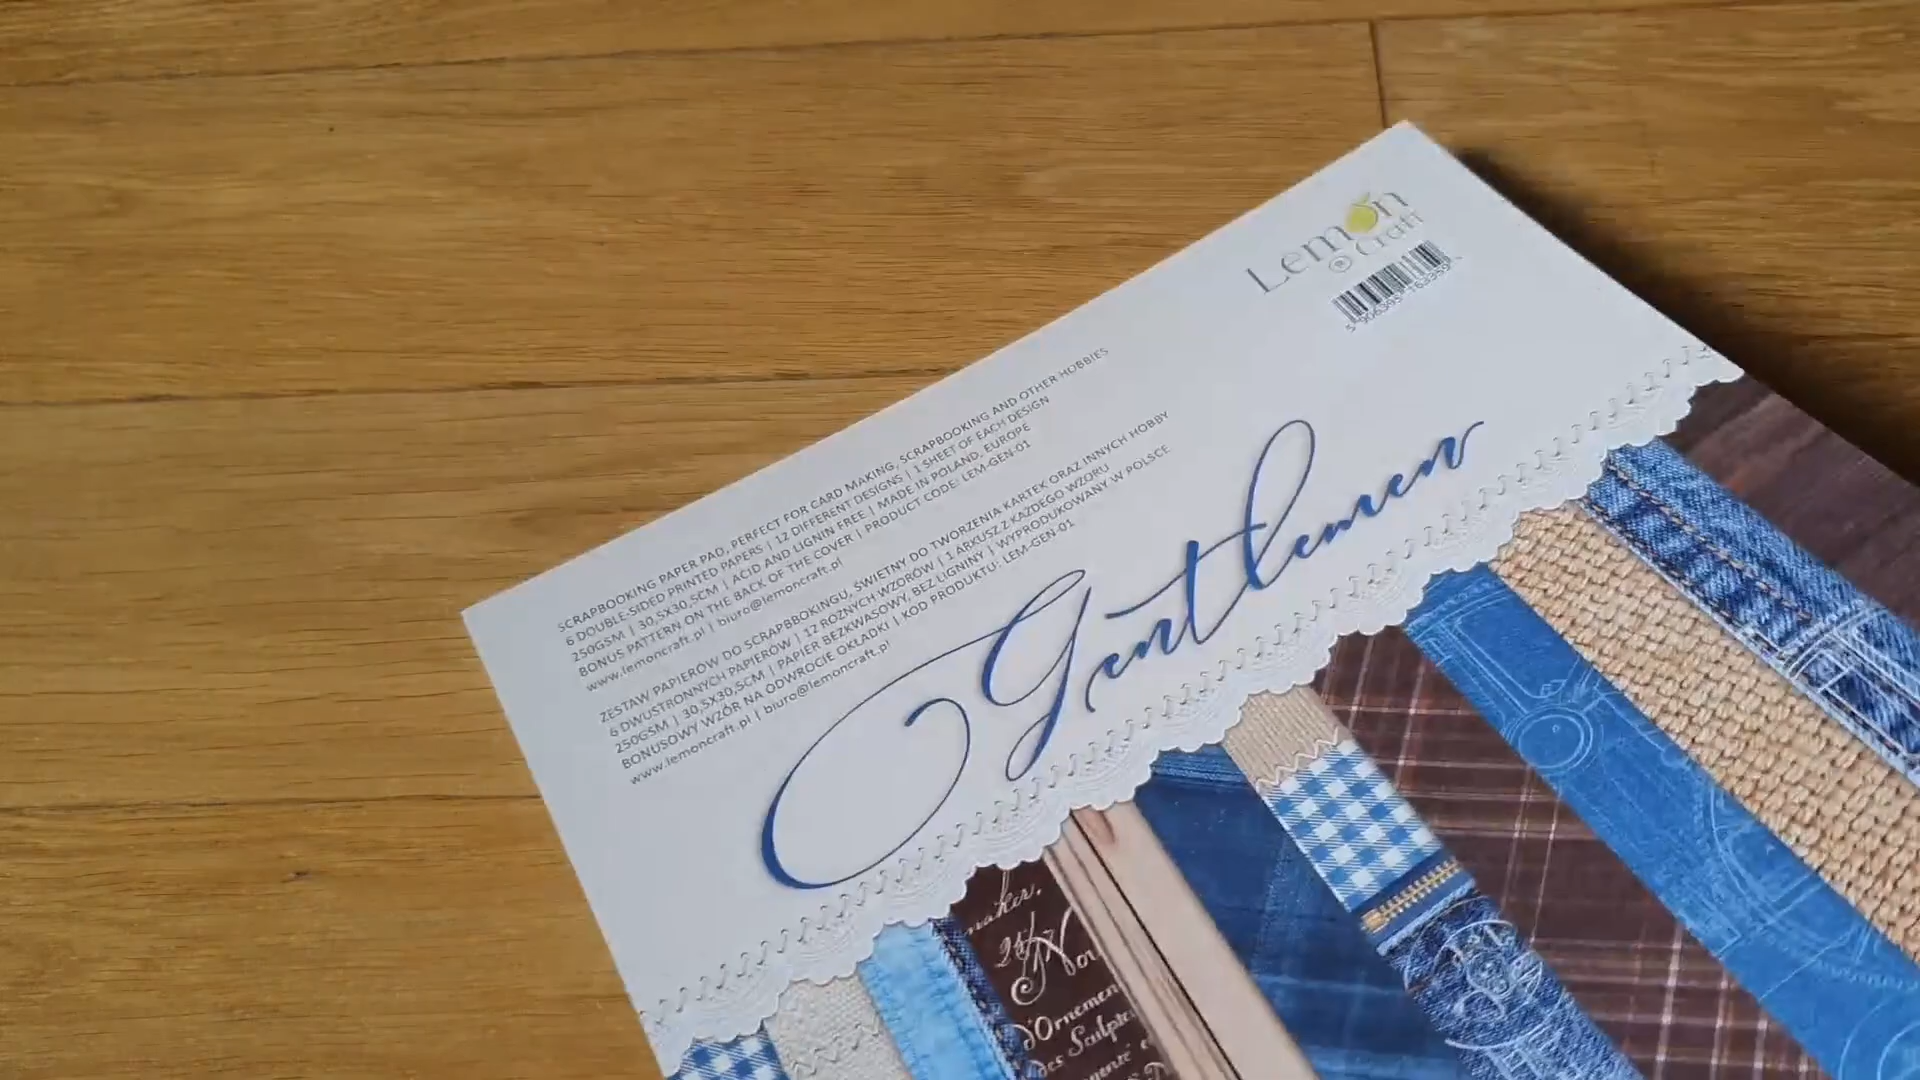 Lemon
® Craft
SCRAPBOOKING PAPER PAD, PERFECT FOR CARD MAKING, SCRAPBOOKING AND OTHER HOBBIES
6 DOUBLE-SIDED PRINTED PAPERS | 12 DIFFERENT DESIGNS | 1 SHEET OF EACH DESIGN
250GSM | 30,5X30,5CM | ACID AND LIGNIN FREE | MADE IN POLAND, EUROPE
BONUS PATTERN ON THE BACK OF THE COVER | PRODUCT CODE: LEM-GEN-01
www.lemoncraft.pl | biuro@lemoncraft.pl
ZESTAW PAPIERÓW DO SCRAPBBOKINGU, ŚWIETNY DO TWORZENIA KARTEK ORAZ INNYCH HOBBY
6 DWUSTRONNYCH PAPIERÓW | 12 RÓŻNYCH WZORÓW | 1 ARKUSZ Z KAŻDEGO WZORU
250GSM | 30,5X30,5CM | PAPIER BEZKWASOWY, BEZ LIGNINY | WYPRODUKOWANY W POLSCE
BONUSOWY WZÓR NA ODWROCIE OKŁADKI | KOD PRODUKTU: LEM-GEN-01
www.lemoncraft.pl | biuro@lemoncraft.pl
Gentlemen
maker.
d'Ornemen
des Sculpte